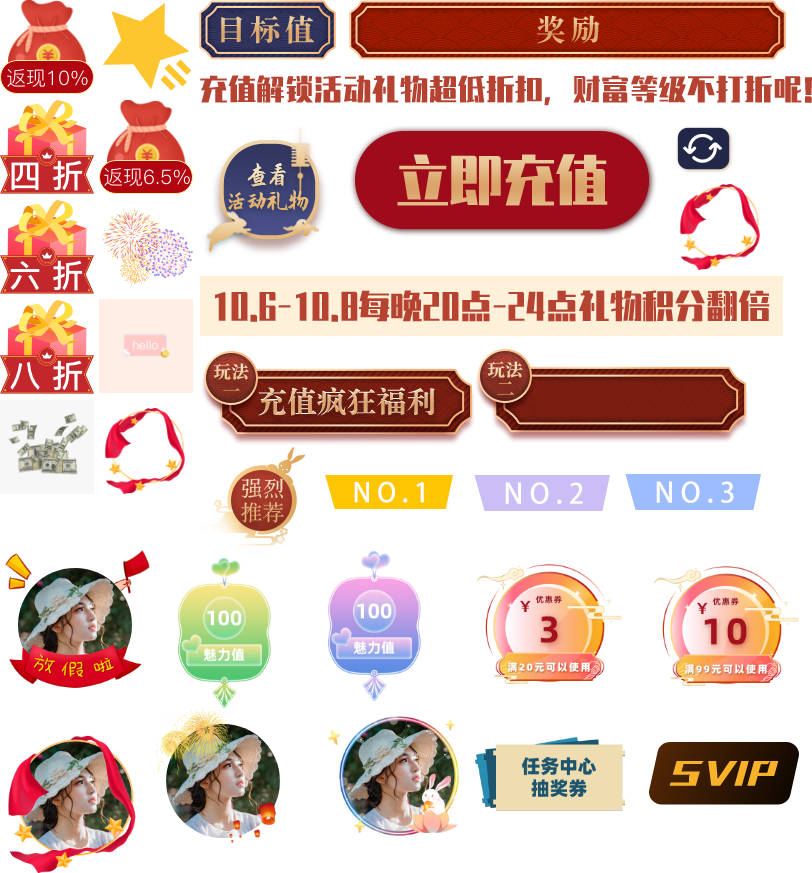 返现10%
目标值
奖励
充值解锁活动礼物超低折扣，财富等级不打折呢!
四折
返现6.5%
查看
活动礼物
立即充值
六折
10.6-10.8每晚20点-24点礼物积分翻倍
八折
hello
玩法
一
充值疯狂福利
玩法
二
强烈
推荐
NO.1
NO.2
NO.3
放假啦
100
魅力值
100
魅力值
优惠券
¥3
满20元可以使用
优惠券
¥10
满99元可以使用
任务中心
抽奖券
SVIP